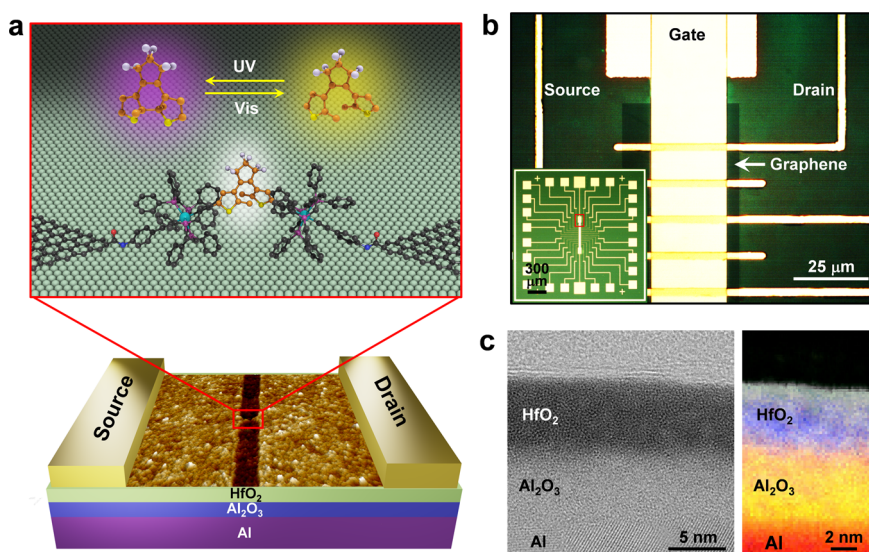 a
UV
Vis
Source
Drain
HfO₂
Al₂O₃
Al
b
Gate
Source
Drain
Graphene
300
μm
25 μm
c
HfO₂
Al₂O₃
Al
5 nm
HfO₂
Al₂O₃
Al
2 nm